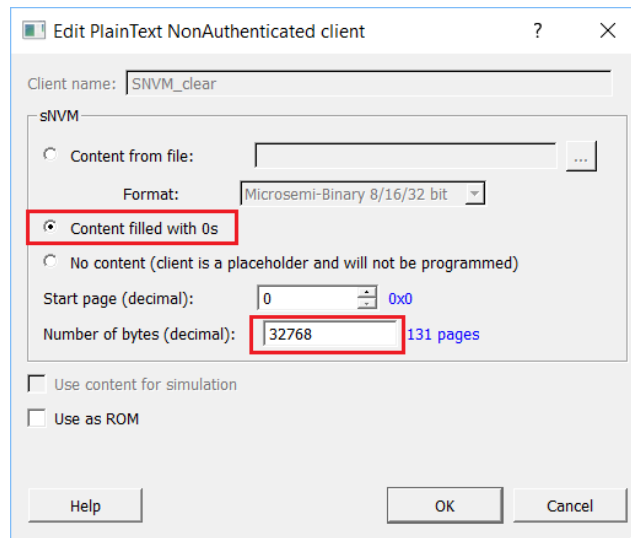 Edit PlainText NonAuthenticated client ? ×
Client name: SNVM_clear
sNVM
Content from file: ...
Format: Microsemi-Binary 8/16/32 bit
Content filled with 0s
No content (client is a placeholder and will not be programmed)
Start page (decimal): 0 0x0
Number of bytes (decimal): 32768 131 pages
Use content for simulation
Use as ROM
Help OK Cancel